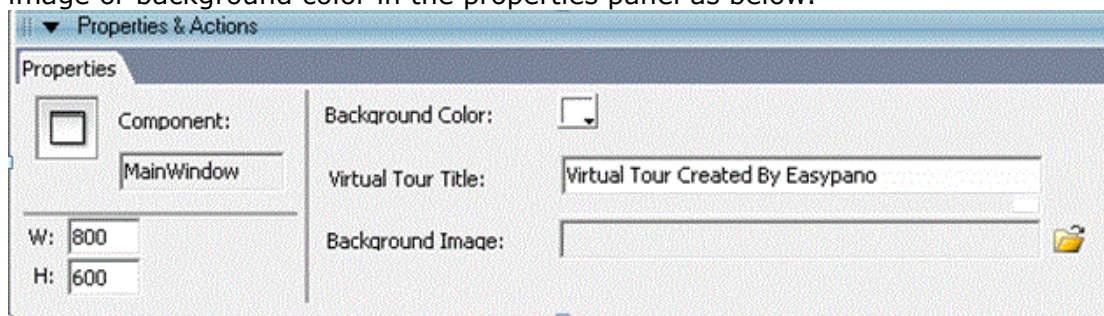 image or background color in the properties panel as below.
Properties & Actions
Properties
Component:
MainWindow
W: 800
H: 600
Background Color:
Virtual Tour Title: Virtual Tour Created By Easypano
Background Image: